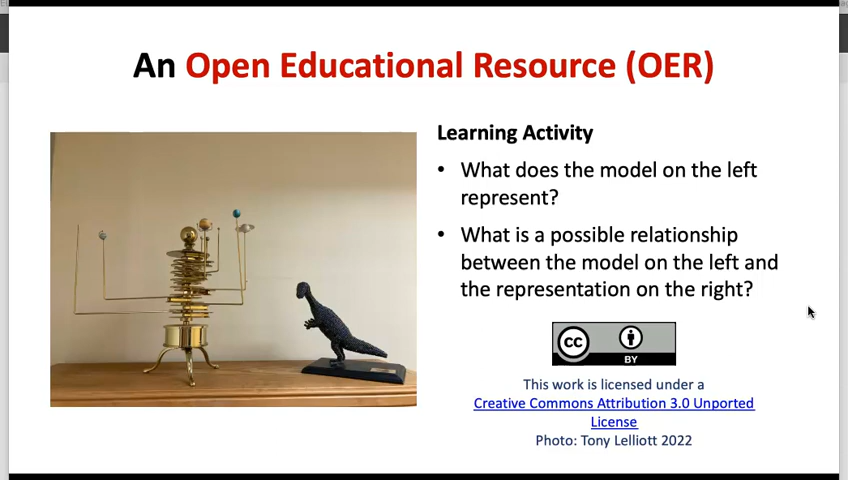 An Open Educational Resource (OER)
Learning Activity
• What does the model on the left
represent?
• What is a possible relationship
between the model on the left and
the representation on the right?
cc
BY
This work is licensed under a
Creative Commons Attribution 3.0 Unported
License
Photo: Tony Lelliott 2022